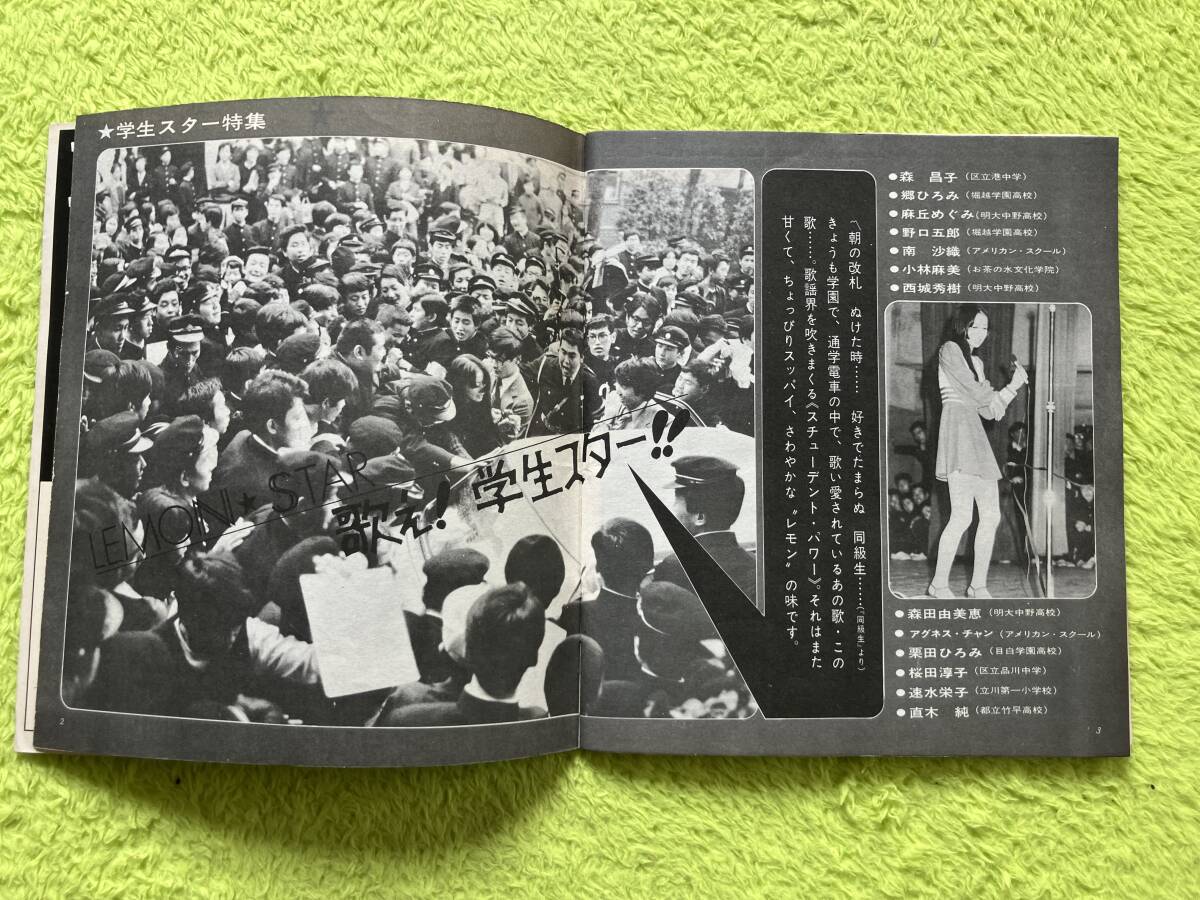 ★学生スター特集
LEMON★STAR
歌え！学生スター!!
2
〽朝の改札　ぬけた時……　好きでたまらぬ　同級生……（『同級生』より）
きょうも学園で、通学電車の中で、歌い愛されているあの歌・この
歌……。歌謡界を吹きまくる《スチューデント・パワー》。それはまた
甘くて、ちょっぴりスッパイ、さわやかな〝レモン〟の味です。
●森　昌子（区立港中学）
●郷ひろみ（堀越学園高校）
●麻丘めぐみ（明大中野高校）
●野口五郎（堀越学園高校）
●南　沙織（アメリカン・スクール）
●小林麻美（お茶の水文化学院）
●西城秀樹（明大中野高校）
●森田由美恵（明大中野高校）
●アグネス・チャン（アメリカン・スクール）
●栗田ひろみ（目白学園高校）
●桜田淳子（区立品川中学）
●速水栄子（立川第一小学校）
●直木　純（都立竹早高校）
3